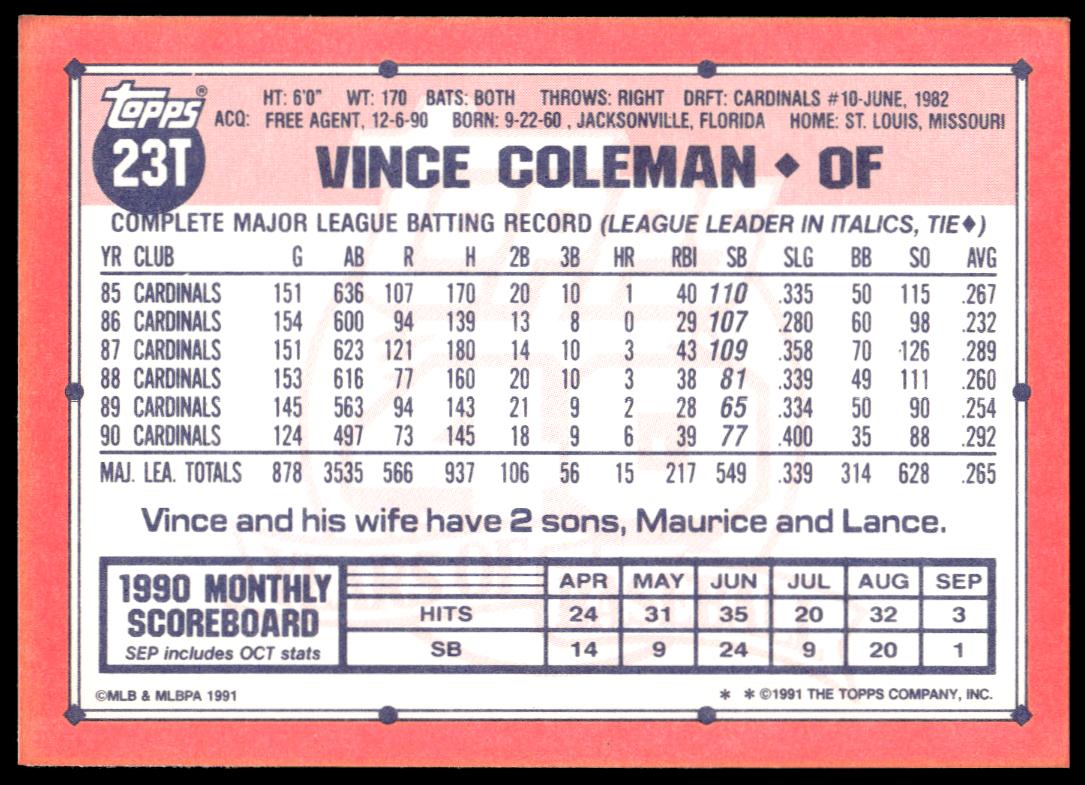 topps®
23T
HT: 6'0" WT: 170 BATS: BOTH THROWS: RIGHT DRFT: CARDINALS #10-JUNE, 1982
ACQ: FREE AGENT, 12-6-90 BORN: 9-22-60, JACKSONVILLE, FLORIDA HOME: ST. LOUIS, MISSOURI
VINCE COLEMAN ♦ OF
COMPLETE MAJOR LEAGUE BATTING RECORD (LEAGUE LEADER IN ITALICS, TIE♦)
YR CLUB G AB R H 2B 3B HR RBI SB SLG BB SO AVG
85 CARDINALS 151 636 107 170 20 10 1 40 110 .335 50 115 .267
86 CARDINALS 154 600 94 139 13 8 0 29 107 .280 60 98 .232
87 CARDINALS 151 623 121 180 14 10 3 43 109 .358 70 126 .289
88 CARDINALS 153 616 77 160 20 10 3 38 81 .339 49 111 .260
89 CARDINALS 145 563 94 143 21 9 2 28 65 .334 50 90 .254
90 CARDINALS 124 497 73 145 18 9 6 39 77 .400 35 88 .292
MAJ. LEA. TOTALS 878 3535 566 937 106 56 15 217 549 .339 314 628 .265
Vince and his wife have 2 sons, Maurice and Lance.
1990 MONTHLY
SCOREBOARD
SEP includes OCT stats
APR MAY JUN JUL AUG SEP
HITS 24 31 35 20 32 3
SB 14 9 24 9 20 1
©MLB & MLBPA 1991
* * ©1991 THE TOPPS COMPANY, INC.